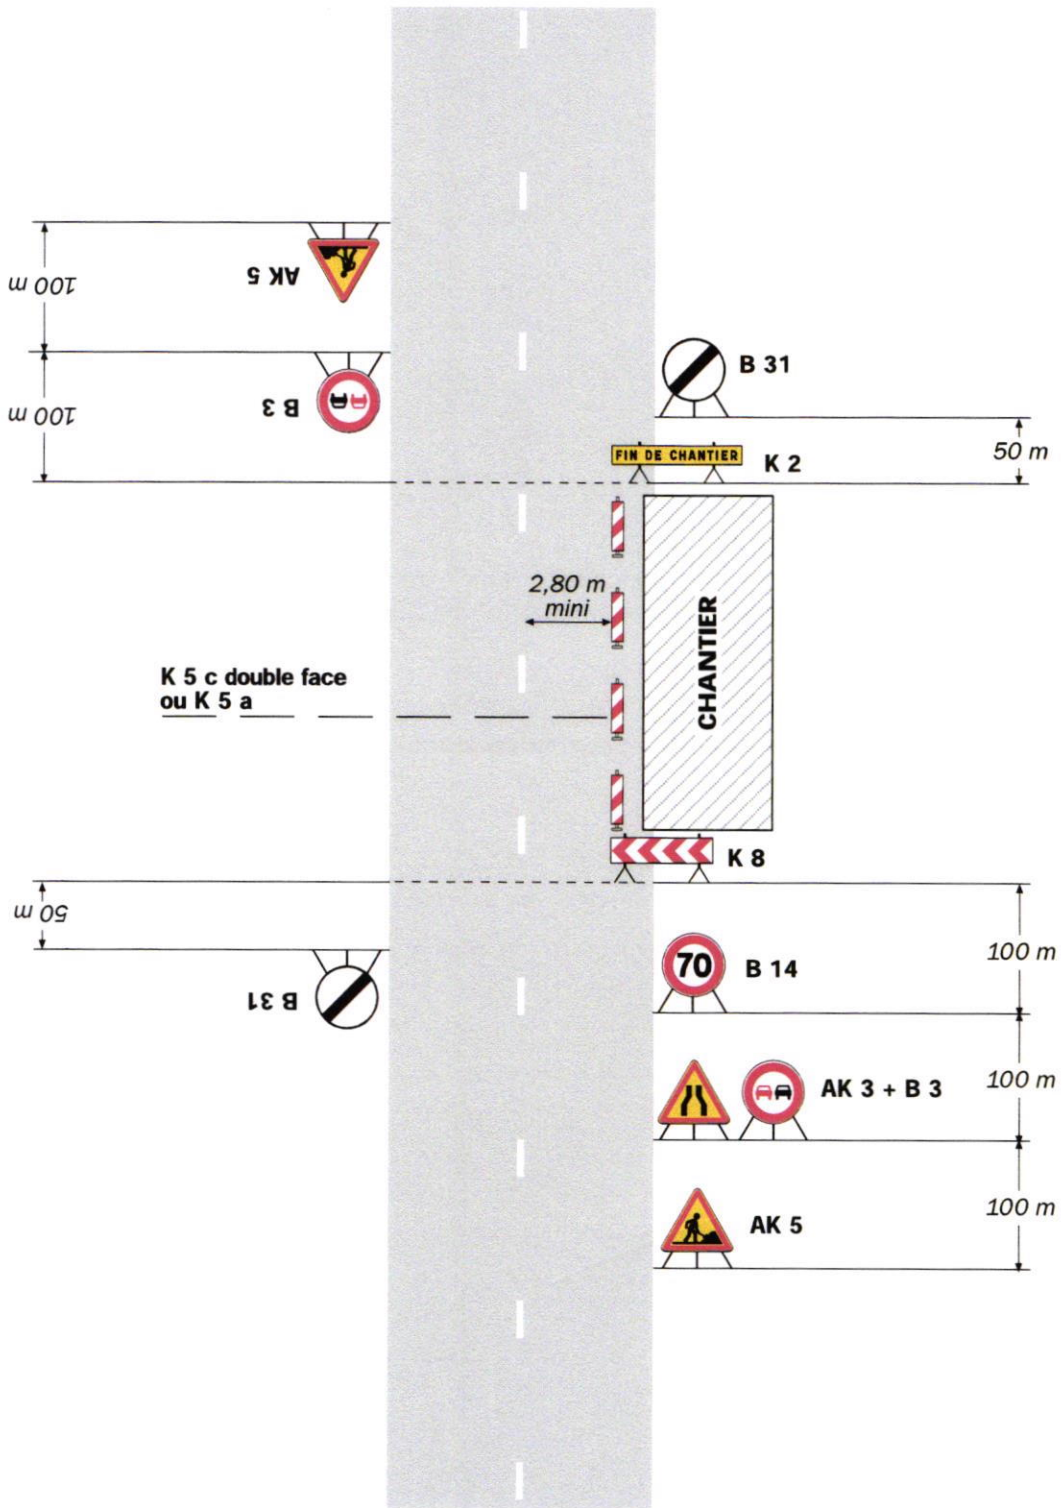 100 m
AK 5
100 m
B 3
B 31
50 m
FIN DE CHANTIER
K 2
2,80 m
mini
CHANTIER
K 5 c double face
ou K 5 a
K 8
50 m
B 31
100 m
70
B 14
100 m
AK 3 + B 3
100 m
AK 5